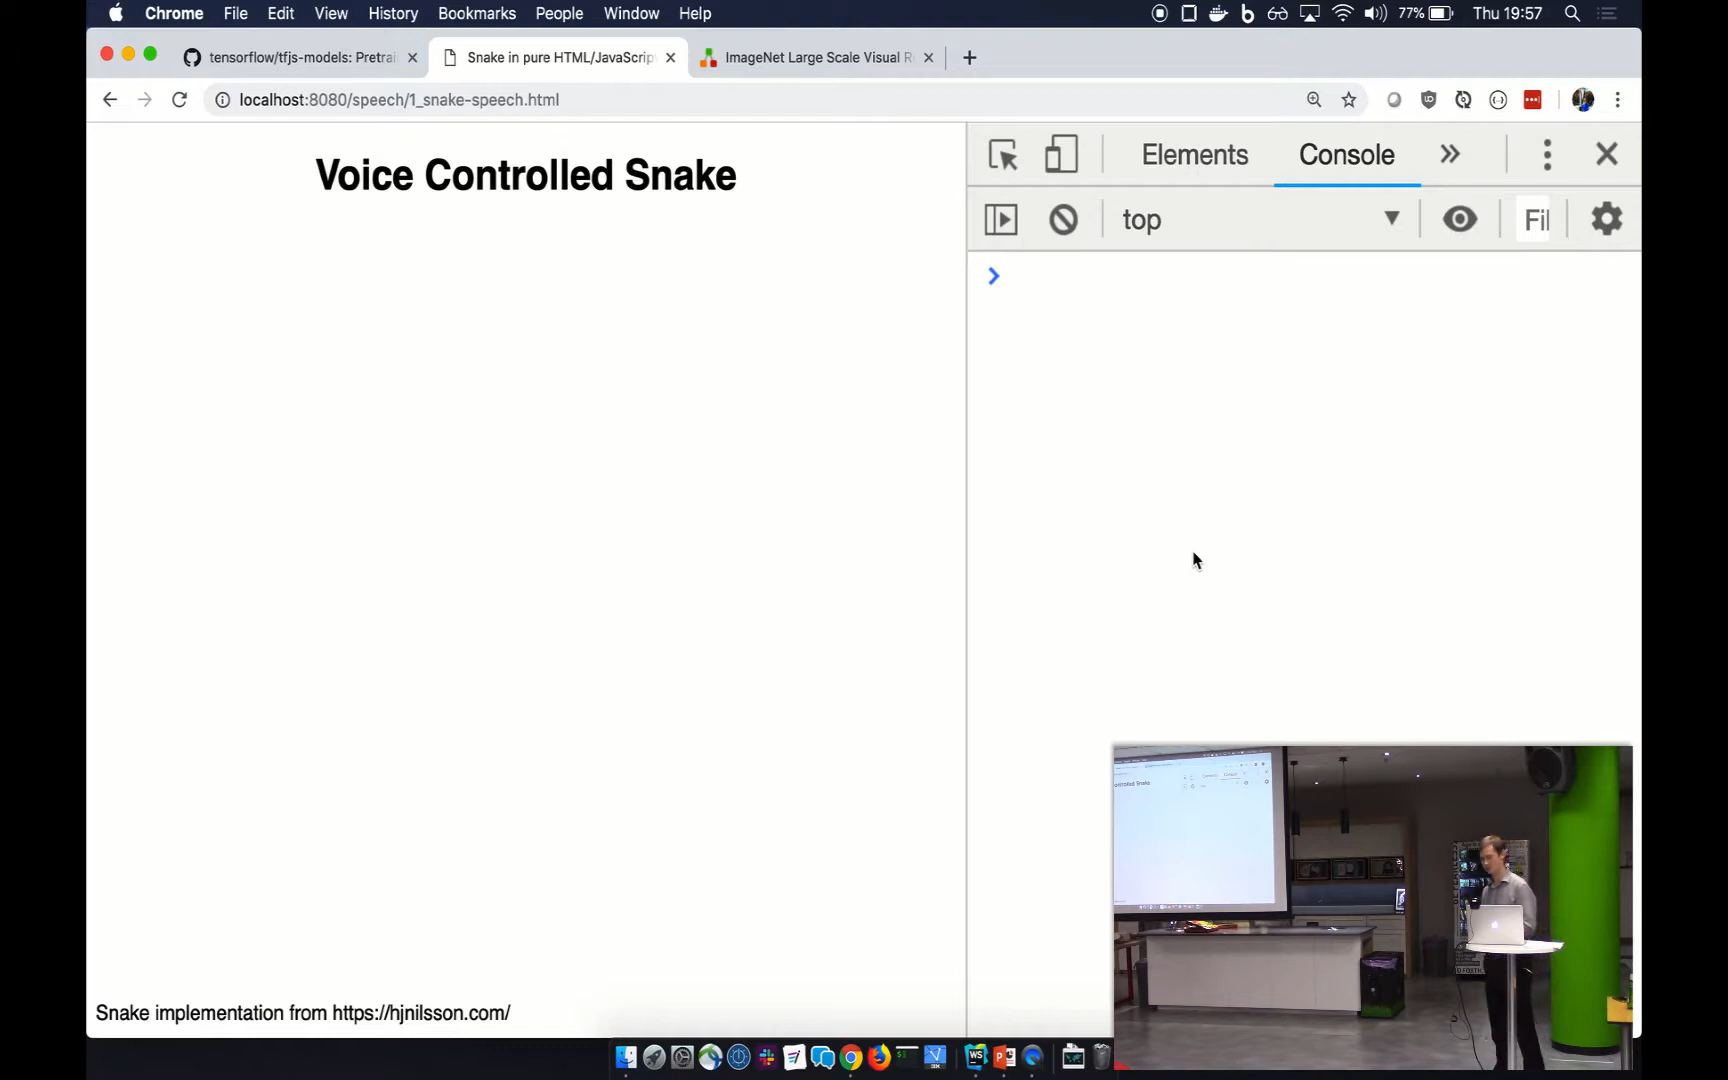 Chrome File Edit View History Bookmarks People Window Help
77% Thu 19:57
tensorflow/tfjs-models: Pretrai
Snake in pure HTML/JavaScrip
ImageNet Large Scale Visual R
localhost:8080/speech/1_snake-speech.html
Voice Controlled Snake
Elements Console
top
Fil
Snake implementation from https://hjnilsson.com/